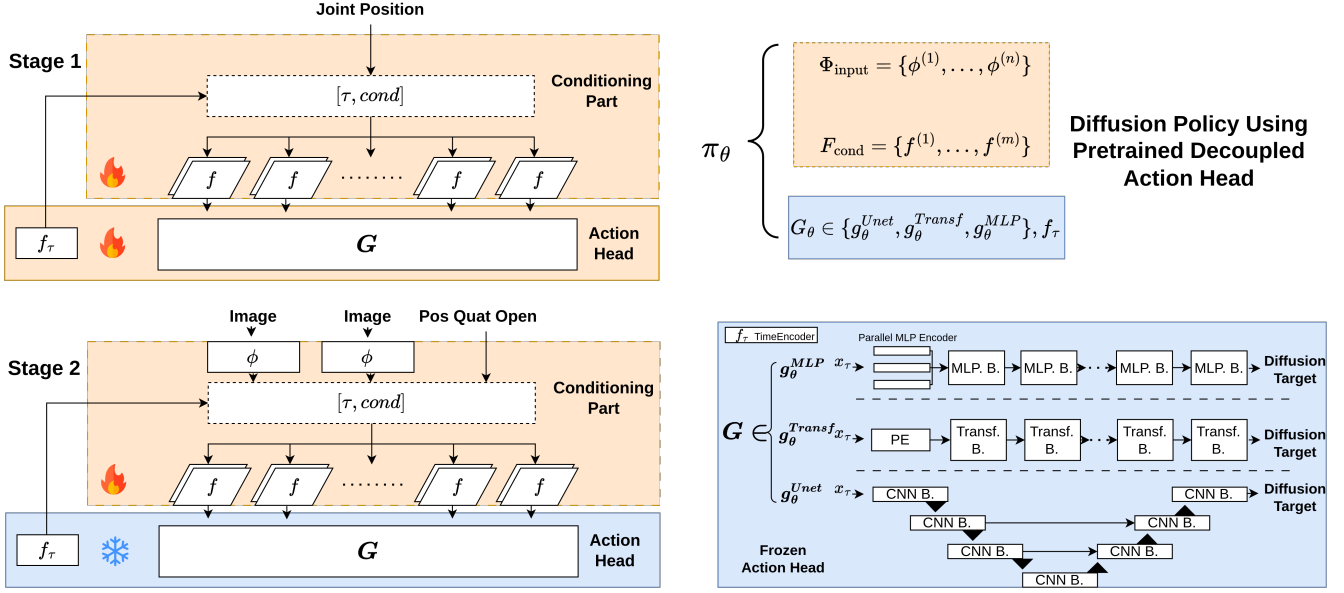 Joint Position
Stage 1
[τ, cond]
Conditioning
Part
f f ........ f f
f_τ
G
Action
Head
Image Image Pos Quat Open
Stage 2
ϕ ϕ
[τ, cond]
Conditioning
Part
f f ........ f f
f_τ
G
Action
Head
π_θ
Φ_input = {ϕ^(1), ..., ϕ^(n)}
F_cond = {f^(1), ..., f^(m)}
G_θ ∈ {g_θ^Unet, g_θ^Transf, g_θ^MLP}, f_τ
Diffusion Policy Using
Pretrained Decoupled
Action Head
f_τ TimeEncoder
Parallel MLP Encoder
G ∈
g_θ^MLP x_τ
MLP. B. MLP. B. ··· MLP. B. MLP. B.
Diffusion
Target
g_θ^Transf x_τ
PE
Transf.
B.
Transf.
B.
···
Transf.
B.
Transf.
B.
Diffusion
Target
g_θ^Unet x_τ
CNN B. CNN B.
Diffusion
Target
CNN B. CNN B.
CNN B. CNN B.
CNN B.
Frozen
Action Head